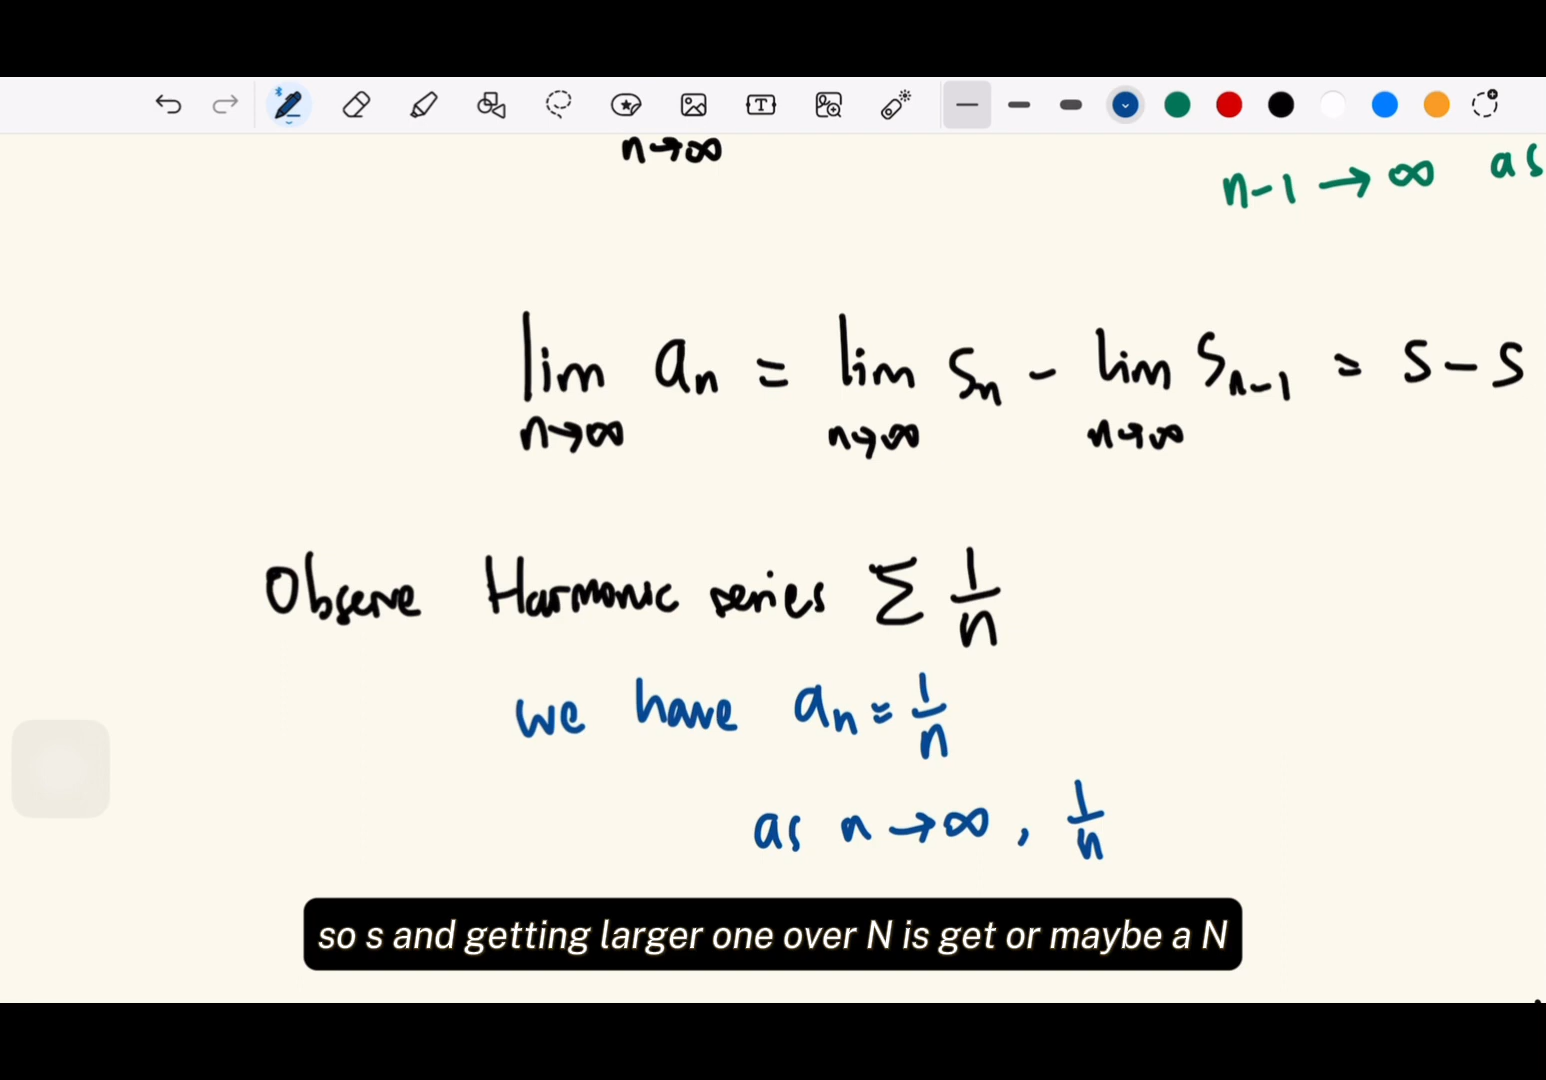 n→∞
n-1 → ∞ as
lim n→∞ aₙ = lim n→∞ Sₙ - lim n→∞ Sₙ₋₁ = S - S
Observe Harmonic series Σ 1/n
we have aₙ = 1/n
as n → ∞, 1/n
so s and getting larger one over N is get or maybe a N